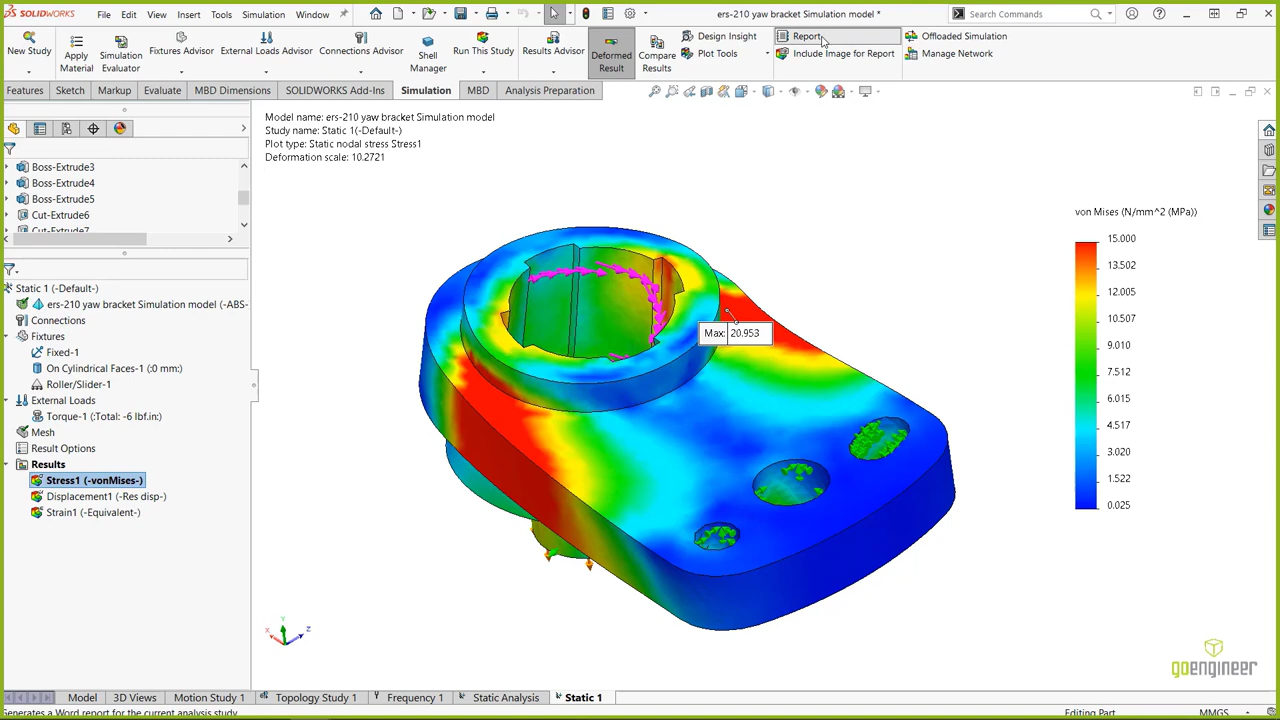 SOLIDWORKS
File
Edit
View
Insert
Tools
Simulation
Window
ers-210 yaw bracket Simulation model *
Search Commands
New Study
Apply Material
Simulation Evaluator
Fixtures Advisor
External Loads Advisor
Connections Advisor
Shell Manager
Run This Study
Results Advisor
Deformed Result
Compare Results
Design Insight
Plot Tools
Report
Include Image for Report
Offloaded Simulation
Manage Network
Features
Sketch
Markup
Evaluate
MBD Dimensions
SOLIDWORKS Add-Ins
Simulation
MBD
Analysis Preparation
Boss-Extrude3
Boss-Extrude4
Boss-Extrude5
Cut-Extrude6
Cut-Extrude7
Static 1 (-Default-)
ers-210 yaw bracket Simulation model (-ABS-
Connections
Fixtures
Fixed-1
On Cylindrical Faces-1 (:0 mm:)
Roller/Slider-1
External Loads
Torque-1 (:Total: -6 lbf.in:)
Mesh
Result Options
Results
Stress1 (-vonMises-)
Displacement1 (-Res disp-)
Strain1 (-Equivalent-)
Model name: ers-210 yaw bracket Simulation model
Study name: Static 1(-Default-)
Plot type: Static nodal stress Stress1
Deformation scale: 10.2721
Max: 20.953
von Mises (N/mm^2 (MPa))
15.000
13.502
12.005
10.507
9.010
7.512
6.015
4.517
3.020
1.522
0.025
Y
X
Z
goengineer
Model
3D Views
Motion Study 1
Topology Study 1
Frequency 1
Static Analysis
Static 1
Generates a Word report for the current analysis study.
Editing Part
MMGS